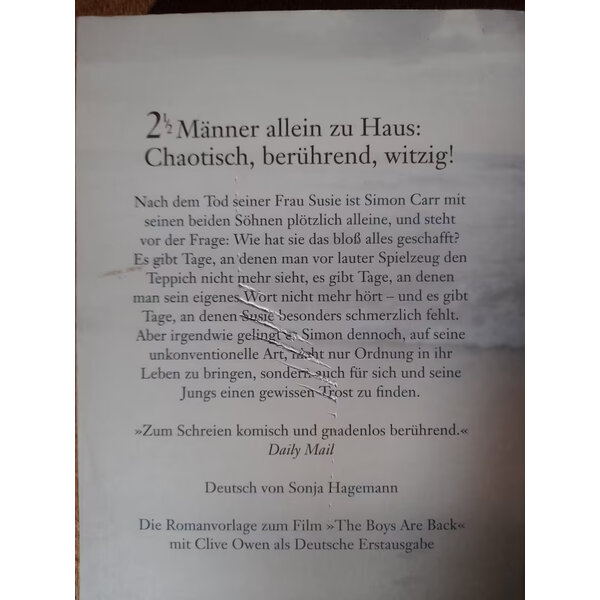 2½ Männer allein zu Haus:
Chaotisch, berührend, witzig!
Nach dem Tod seiner Frau Susie ist Simon Carr mit
seinen beiden Söhnen plötzlich alleine, und steht
vor der Frage: Wie hat sie das bloß alles geschafft?
Es gibt Tage, an denen man vor lauter Spielzeug den
Teppich nicht mehr sieht, es gibt Tage, an denen
man sein eigenes Wort nicht mehr hört – und es gibt
Tage, an denen Susie besonders schmerzlich fehlt.
Aber irgendwie gelingt es Simon dennoch, auf seine
unkonventionelle Art, nicht nur Ordnung in ihr
Leben zu bringen, sondern auch für sich und seine
Jungs einen gewissen Trost zu finden.
»Zum Schreien komisch und gnadenlos berührend.«
Daily Mail
Deutsch von Sonja Hagemann
Die Romanvorlage zum Film »The Boys Are Back«
mit Clive Owen als Deutsche Erstausgabe